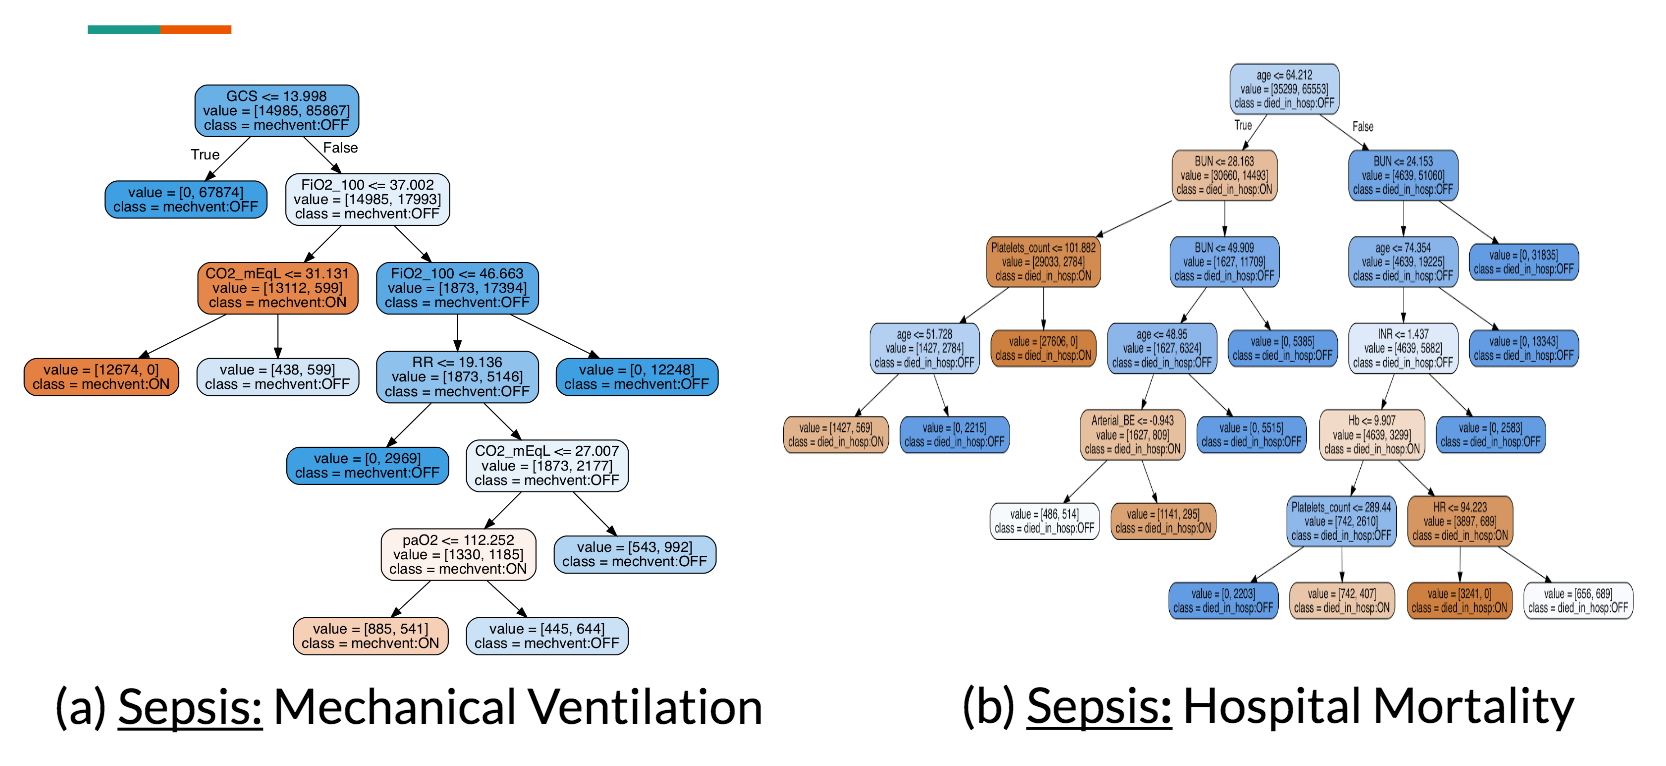 GCS <= 13.998
value = [14985, 85867]
class = mechvent:OFF
True
False
value = [0, 67874]
class = mechvent:OFF
FiO2_100 <= 37.002
value = [14985, 17993]
class = mechvent:OFF
CO2_mEqL <= 31.131
value = [13112, 599]
class = mechvent:ON
FiO2_100 <= 46.663
value = [1873, 17394]
class = mechvent:OFF
value = [12674, 0]
class = mechvent:ON
value = [438, 599]
class = mechvent:OFF
RR <= 19.136
value = [1873, 5146]
class = mechvent:OFF
value = [0, 12248]
class = mechvent:OFF
value = [0, 2969]
class = mechvent:OFF
CO2_mEqL <= 27.007
value = [1873, 2177]
class = mechvent:OFF
paO2 <= 112.252
value = [1330, 1185]
class = mechvent:ON
value = [543, 992]
class = mechvent:OFF
value = [885, 541]
class = mechvent:ON
value = [445, 644]
class = mechvent:OFF
(a) Sepsis: Mechanical Ventilation
age <= 64.212
value = [35299, 65553]
class = died_in_hosp:OFF
True
False
BUN <= 28.163
value = [30660, 14493]
class = died_in_hosp:ON
BUN <= 24.153
value = [4639, 51060]
class = died_in_hosp:OFF
Platelets_count <= 101.882
value = [29033, 2784]
class = died_in_hosp:ON
BUN <= 49.909
value = [1627, 11709]
class = died_in_hosp:OFF
age <= 74.354
value = [4639, 19225]
class = died_in_hosp:OFF
value = [0, 31835]
class = died_in_hosp:OFF
age <= 51.728
value = [1427, 2784]
class = died_in_hosp:OFF
value = [27606, 0]
class = died_in_hosp:ON
age <= 48.95
value = [1627, 6324]
class = died_in_hosp:OFF
value = [0, 5385]
class = died_in_hosp:OFF
INR <= 1.437
value = [4639, 5882]
class = died_in_hosp:OFF
value = [0, 13343]
class = died_in_hosp:OFF
value = [1427, 569]
class = died_in_hosp:ON
value = [0, 2215]
class = died_in_hosp:OFF
Arterial_BE <= -0.943
value = [1627, 809]
class = died_in_hosp:ON
value = [0, 5515]
class = died_in_hosp:OFF
Hb <= 9.907
value = [4639, 3299]
class = died_in_hosp:ON
value = [0, 2583]
class = died_in_hosp:OFF
value = [486, 514]
class = died_in_hosp:OFF
value = [1141, 295]
class = died_in_hosp:ON
Platelets_count <= 289.44
value = [742, 2610]
class = died_in_hosp:OFF
HR <= 94.223
value = [3897, 689]
class = died_in_hosp:ON
value = [0, 2203]
class = died_in_hosp:OFF
value = [742, 407]
class = died_in_hosp:ON
value = [3241, 0]
class = died_in_hosp:ON
value = [656, 689]
class = died_in_hosp:OFF
(b) Sepsis: Hospital Mortality